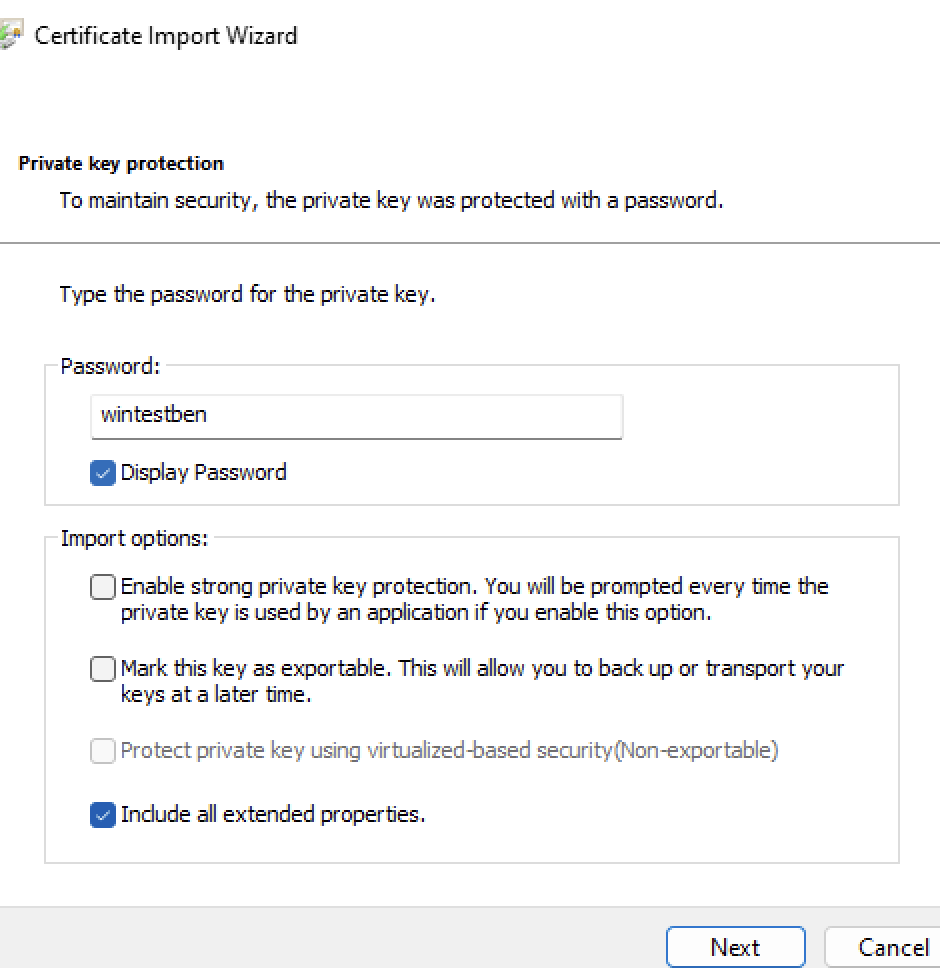 Certificate Import Wizard
Private key protection
To maintain security, the private key was protected with a password.
Type the password for the private key.
Password:
wintestben
Display Password
Import options:
Enable strong private key protection. You will be prompted every time the
private key is used by an application if you enable this option.
Mark this key as exportable. This will allow you to back up or transport your
keys at a later time.
Protect private key using virtualized-based security(Non-exportable)
Include all extended properties.
Next
Cancel